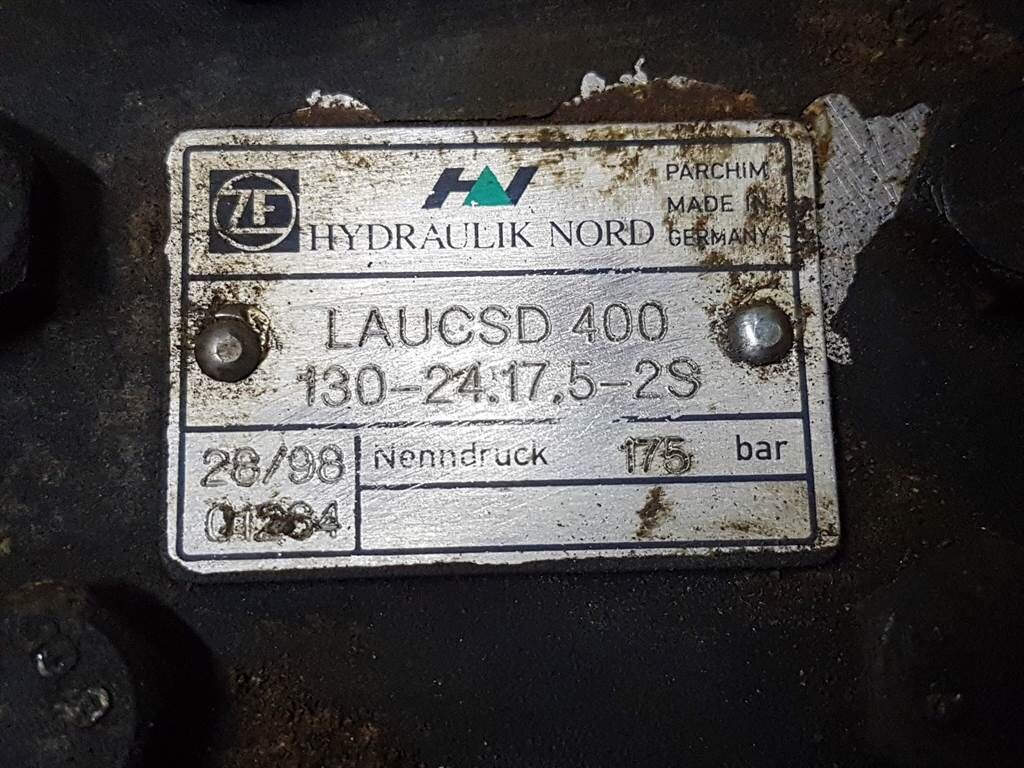 ZF
HN
HYDRAULIK NORD
PARCHIM
MADE IN
GERMANY
LAUCSD 400
130-24.17.5-2S
28/98
Nenndruck 175 bar